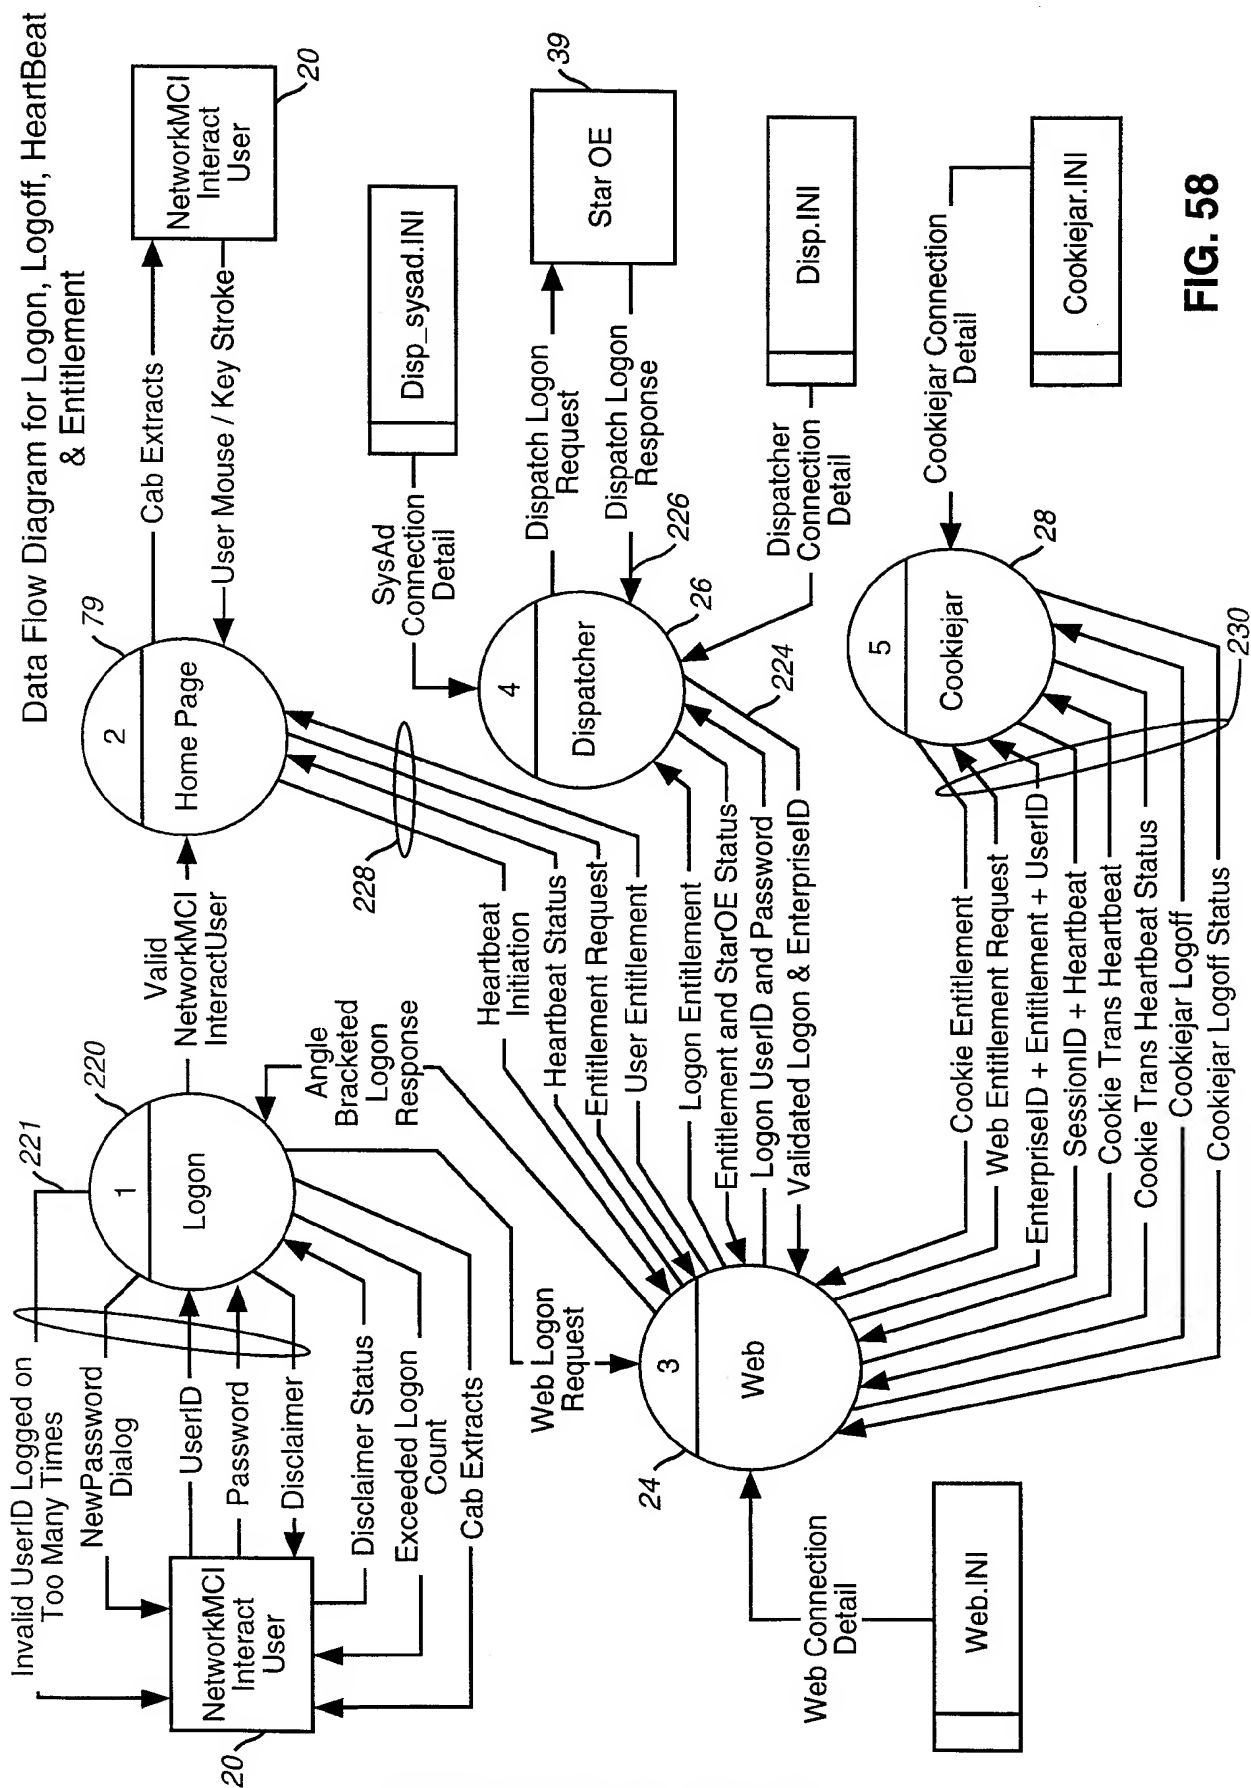 Data Flow Diagram for Logon, Logoff, HeartBeat
& Entitlement
Invalid UserID Logged on
Too Many Times
221
NewPassword
Dialog
UserID
Password
Disclaimer
Disclaimer Status
Exceeded Logon
Count
Cab Extracts
NetworkMCI
Interact
User
20
1
Logon
220
Valid
NetworkMCI
InteractUser
2
Home Page
79
Cab Extracts
User Mouse / Key Stroke
NetworkMCI
Interact
User
20
Angle
Bracketed
Logon
Response
Web Logon
Request
228
Heartbeat
Initiation
Heartbeat Status
Entitlement Request
User Entitlement
SysAd
Connection
Detail
Disp_sysad.INI
4
Dispatcher
26
Dispatch Logon
Request
Dispatch Logon
Response
226
Star OE
39
Dispatcher
Connection
Detail
Disp.INI
224
Logon Entitlement
Entitlement and StarOE Status
Logon UserID and Password
Validated Logon & EnterpriseID
3
Web
24
Web Connection
Detail
Web.INI
Cookie Entitlement
Web Entitlement Request
EnterpriseID + Entitlement + UserID
SessionID + Heartbeat
Cookie Trans Heartbeat
Cookie Trans Heartbeat Status
Cookiejar Logoff
Cookiejar Logoff Status
5
Cookiejar
28
230
Cookiejar Connection
Detail
Cookiejar.INI
FIG. 58